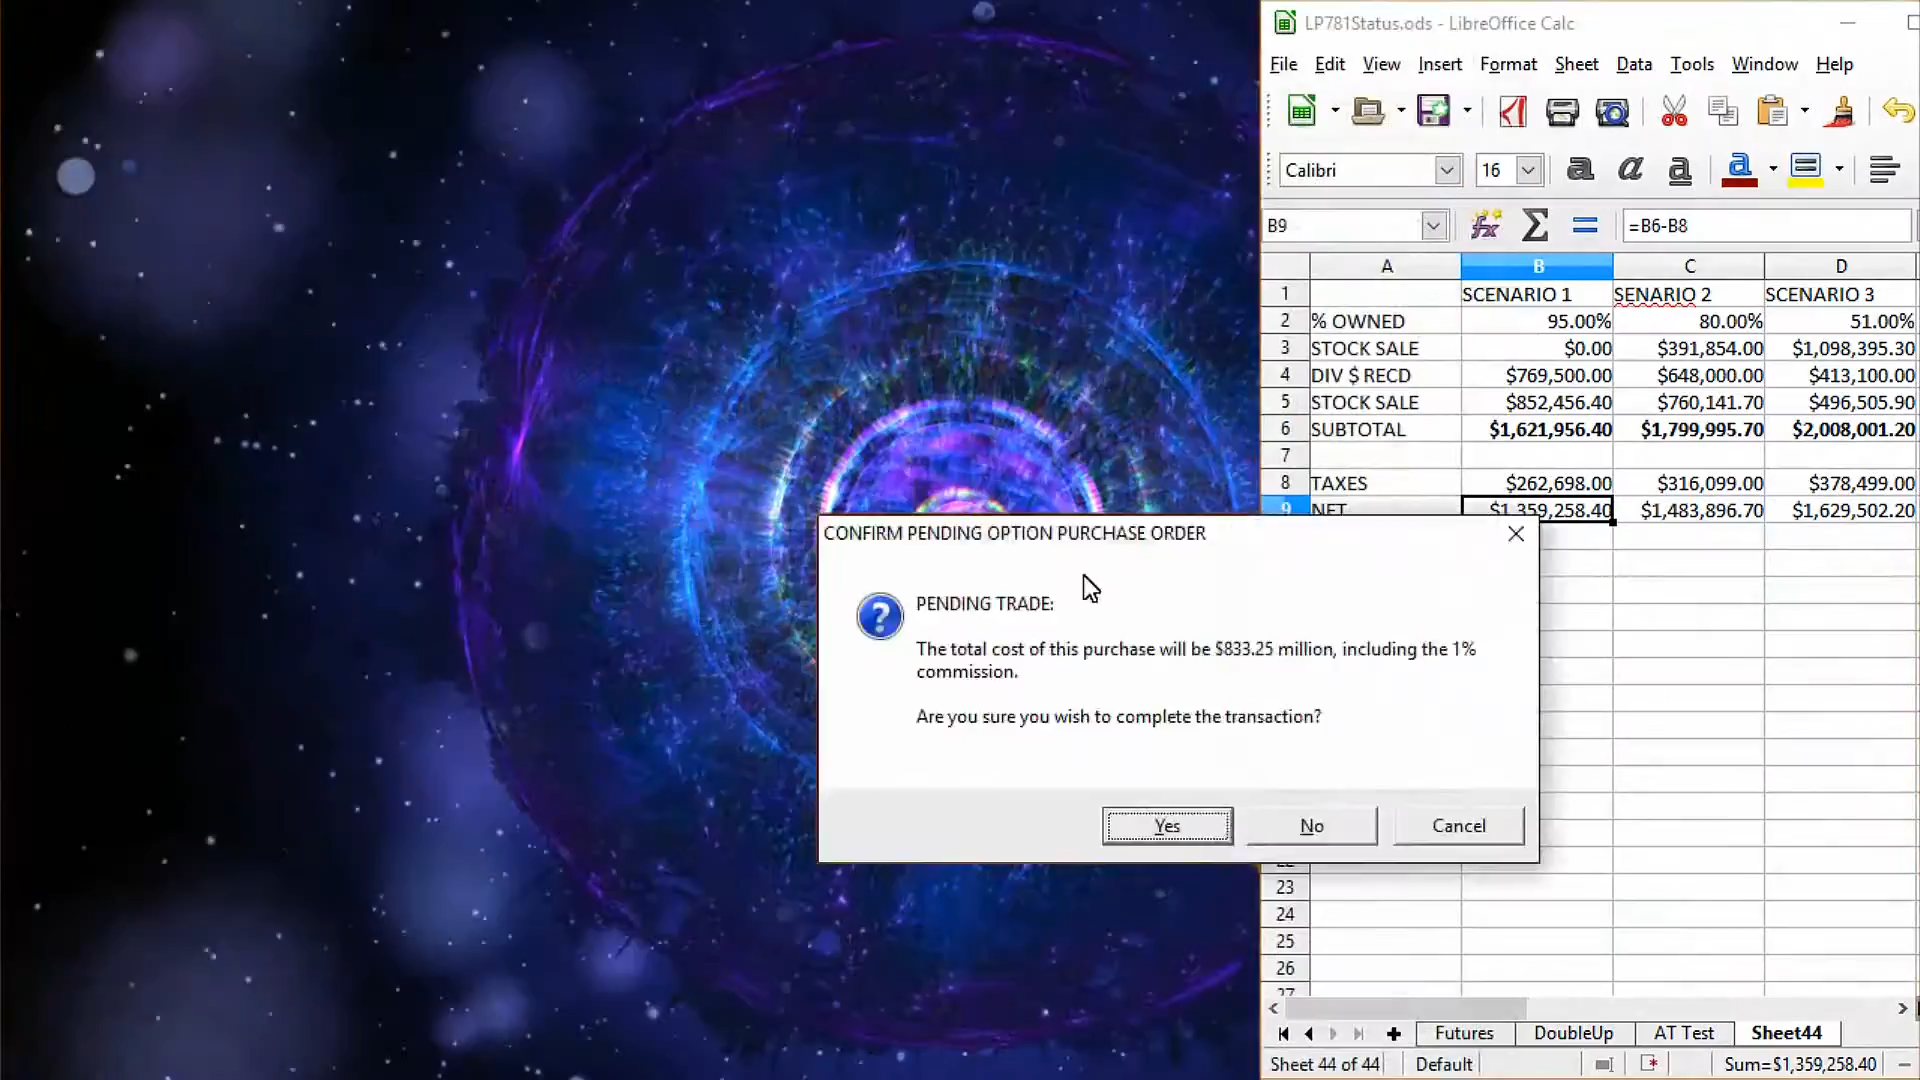 LP781Status.ods - LibreOffice Calc
File Edit View Insert Format Sheet Data Tools Window Help
Calibri 16 a a a a
B9 fx Σ = =B6-B8
A B C D
1 SCENARIO 1 SENARIO 2 SCENARIO 3
2 % OWNED 95.00% 80.00% 51.00%
3 STOCK SALE $0.00 $391,854.00 $1,098,395.30
4 DIV $ RECD $769,500.00 $648,000.00 $413,100.00
5 STOCK SALE $852,456.40 $760,141.70 $496,505.90
6 SUBTOTAL $1,621,956.40 $1,799,995.70 $2,008,001.20
7
8 TAXES $262,698.00 $316,099.00 $378,499.00
9 NET $1,359,258.40 $1,483,896.70 $1,629,502.20
CONFIRM PENDING OPTION PURCHASE ORDER
PENDING TRADE:
The total cost of this purchase will be $833.25 million, including the 1%
commission.
Are you sure you wish to complete the transaction?
Yes No Cancel
23
24
25
26
27
Futures DoubleUp AT Test Sheet44
Sheet 44 of 44 Default Sum=$1,359,258.40